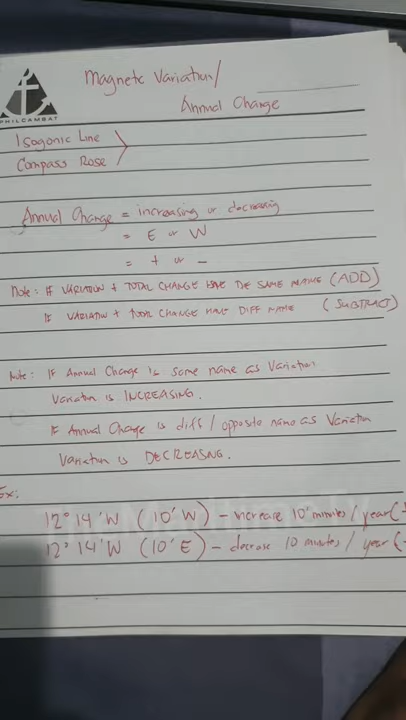 Magnetic Variation/
Annual Change
PHILCAMSAT
Isogonic Line
Compass Rose
Annual Change = increasing or decreasing
= E or W
= + or -
Note: IF VARIATION + TOTAL CHANGE HAVE THE SAME NAME (ADD)
IF VARIATION + TOTAL CHANGE HAVE DIFF NAME (SUBTRACT)
Note: IF Annual Change is same name as Variation
Variation is INCREASING.
IF Annual Change is diff/opposite name as Variation
Variation is DECREASING.
Ex:
12° 14' W (10' W) - increase 10' minutes / year (
12° 14' W (10' E) - decrease 10 minutes / year (-